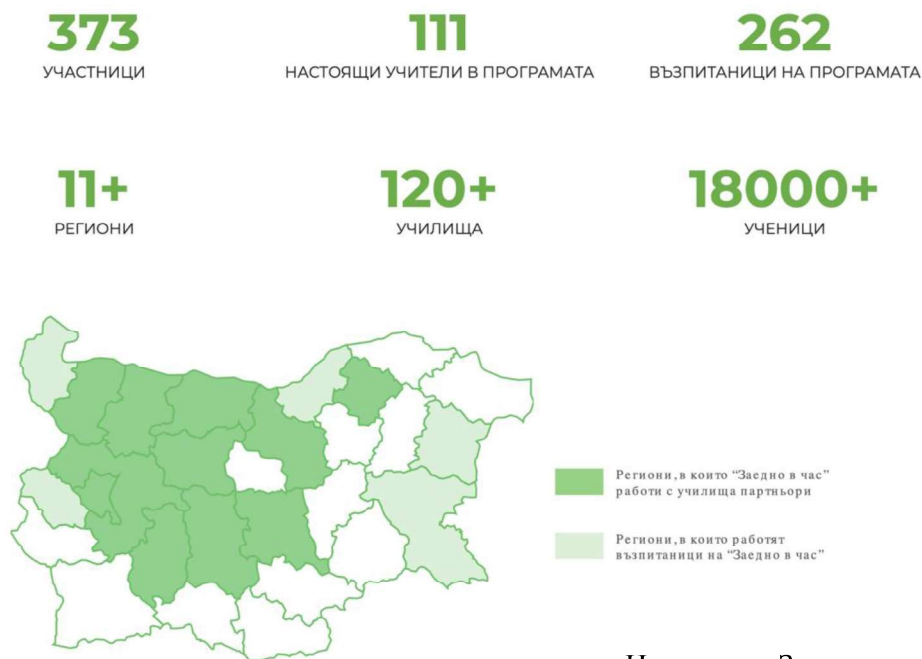 373
УЧАСТНИЦИ
111
НАСТОЯЩИ УЧИТЕЛИ В ПРОГРАМАТА
262
ВЪЗПИТАНИЦИ НА ПРОГРАМАТА
11+
РЕГИОНИ
120+
УЧИЛИЩА
18000+
УЧЕНИЦИ
Региони, в които “Заедно в час”
работи с училища партньори
Региони, в които работят
възпитаници на “Заедно в час”